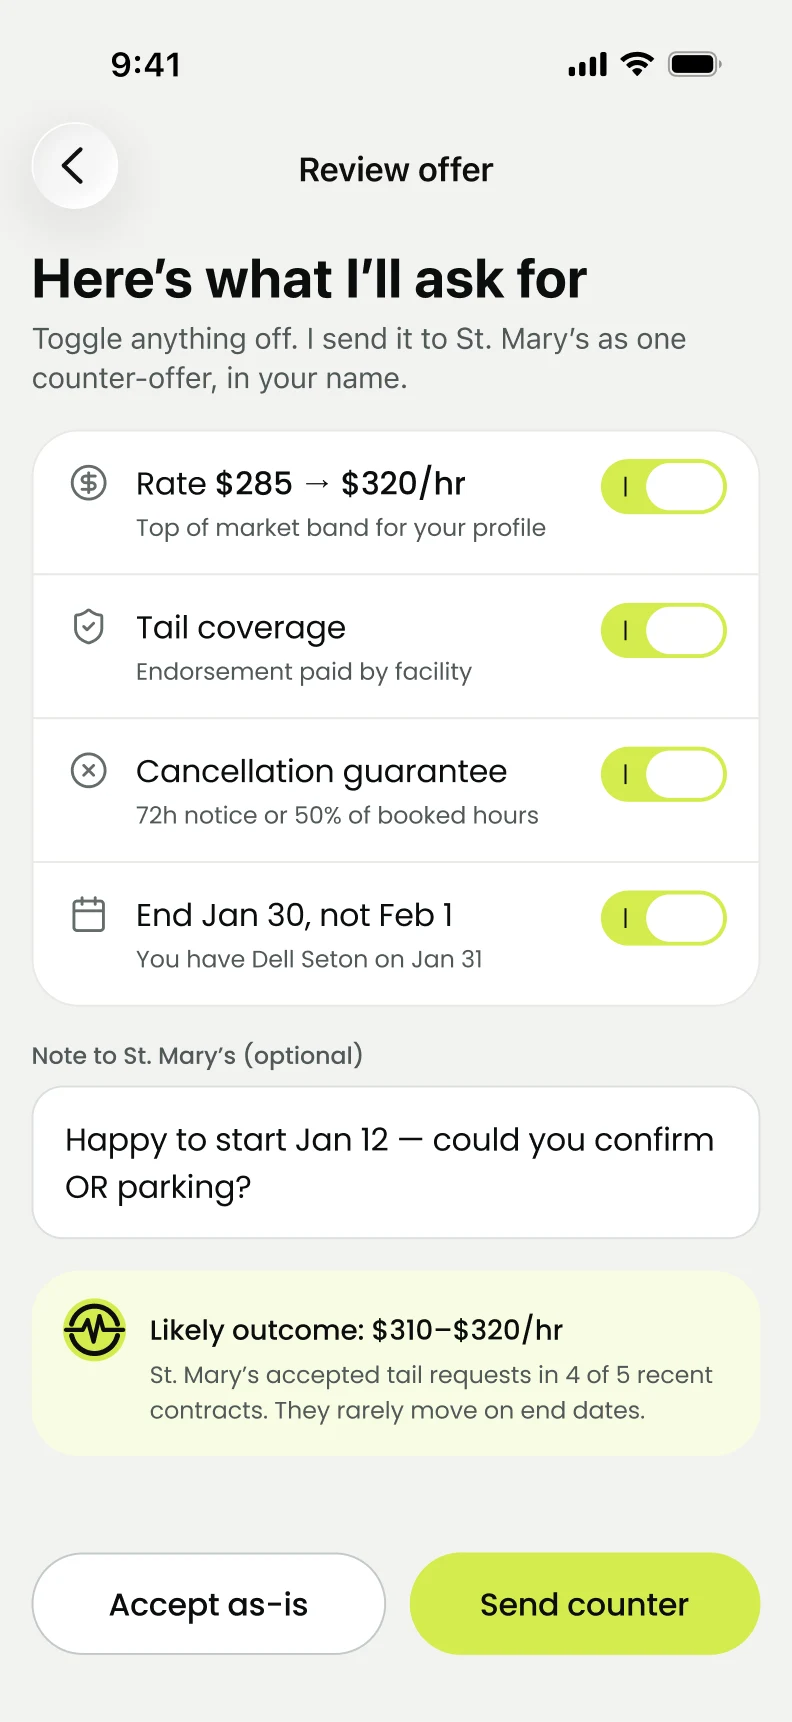 9:41
Review offer
Here’s what I’ll ask for
Toggle anything off. I send it to St. Mary’s as one
counter-offer, in your name.
Rate $285 → $320/hr
Top of market band for your profile
Tail coverage
Endorsement paid by facility
Cancellation guarantee
72h notice or 50% of booked hours
End Jan 30, not Feb 1
You have Dell Seton on Jan 31
Note to St. Mary’s (optional)
Happy to start Jan 12 — could you confirm
OR parking?
Likely outcome: $310–$320/hr
St. Mary’s accepted tail requests in 4 of 5 recent
contracts. They rarely move on end dates.
Accept as-is
Send counter